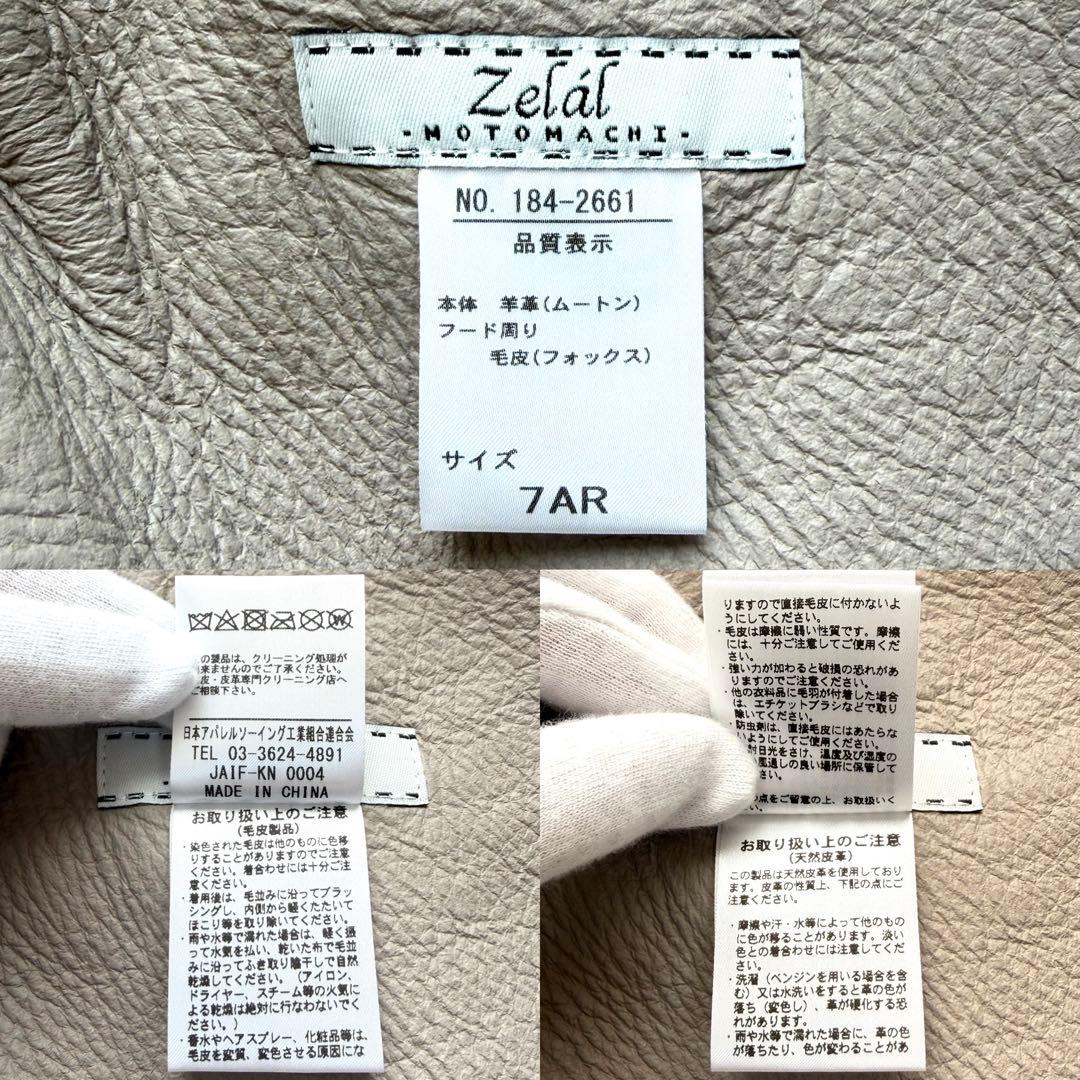 Zelál
-MOTOMACHI-
NO. 184-2661
品質表示
本体 羊革(ムートン)
フード周り
毛皮(フォックス)
サイズ
7AR
の製品は、クリーニング処理が
来ませんのでご了承ください。
皮・皮革専門クリーニング店へ
ご相談下さい。
日本アパレルソーイング工業組合連合会
TEL 03-3624-4891
JAIF-KN 0004
MADE IN CHINA
お取り扱い上のご注意
(毛皮製品)
・染色された毛皮は他のものに色移
りすることがありますのでご注意
ください。着合わせには十分ご注
意ください。
・着用後は、毛並みに沿ってブラッ
シングし、内側から軽くたたいて
ほこり等を取り除いてください。
・雨や水等で濡れた場合は、軽く振
って水気を払い、乾いた布で毛並
みに沿ってふき取り陰干しで自然
乾燥してください。(アイロン、
ドライヤー、スチーム等の火気に
よる乾燥は絶対に行なわないでく
ださい。)
・香水やヘアスプレー、化粧品等は、
毛皮を変質、変色させる原因にな
りますので直接毛皮に付かないよ
うにしてください。
・毛皮は摩擦に弱い性質です。摩擦
には、十分ご注意してご使用くだ
さい。
・強い力が加わると破損の恐れがあ
りますのでご注意ください。
・他の衣料品に毛羽が付着した場合
は、エチケットブラシなどで取り
除いてください。
・防虫剤は、直接毛皮にはあたらな
いようにしてご使用ください。
射日光をさけ、温度及び湿度の
風通しの良い場所に保管して
さい。
の点をご留意の上、お取扱いく
さい。
お取り扱い上のご注意
(天然皮革)
この製品は天然皮革を使用しており
ます。皮革の性質上、下記の点にご
注意ください。
・摩擦や汗・水等によって他のもの
に色が移ることがあります。淡い
色との着合わせには注意してくだ
さい。
・洗濯(ベンジンを用いる場合を含
む)又は水洗いをすると革の色が
落ち(変色し)、革が硬化する恐
れがあります。
・雨や水等で濡れた場合に、革の色
が落ちたり、色が変わることがあ